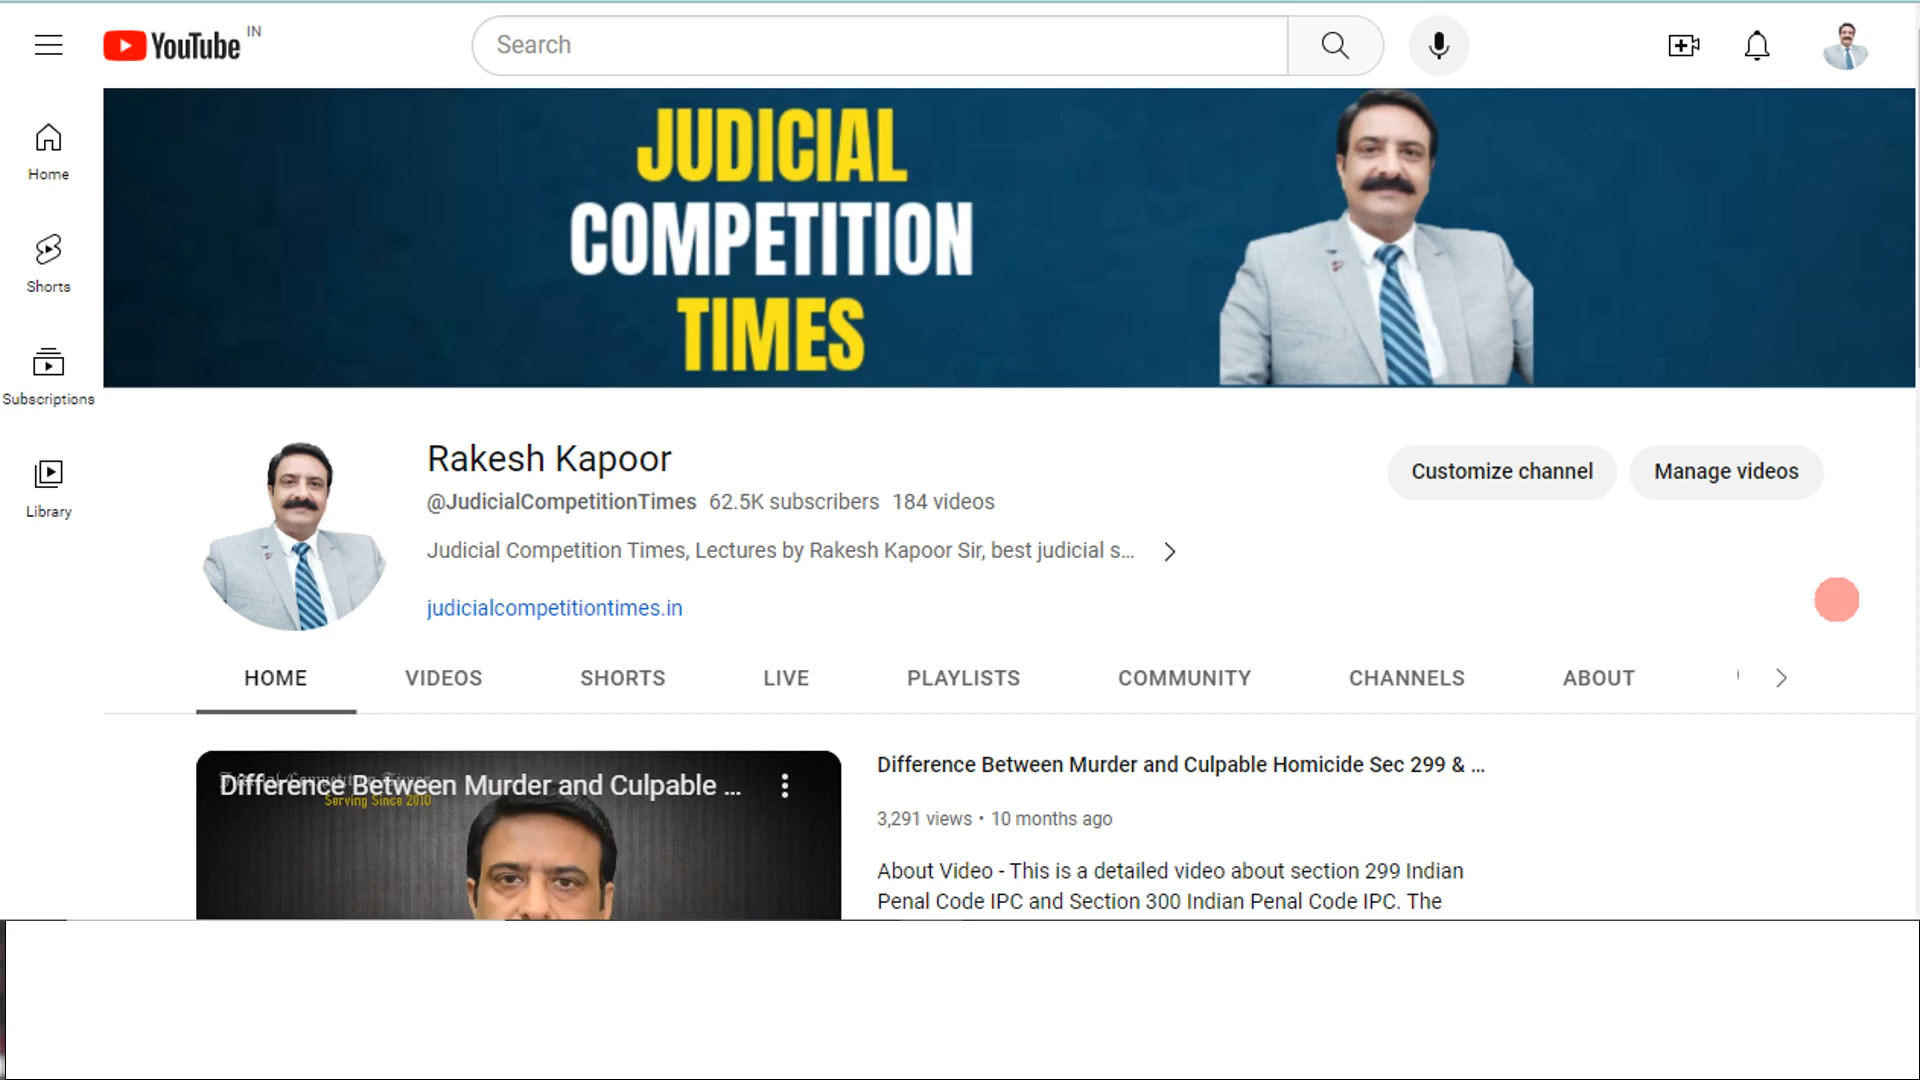 YouTube IN
Search
JUDICIAL
COMPETITION
TIMES
Home
Shorts
Subscriptions
Library
Rakesh Kapoor
@JudicialCompetitionTimes 62.5K subscribers 184 videos
Judicial Competition Times, Lectures by Rakesh Kapoor Sir, best judicial s...
judicialcompetitiontimes.in
Customize channel
Manage videos
HOME VIDEOS SHORTS LIVE PLAYLISTS COMMUNITY CHANNELS ABOUT
Difference Between Murder and Culpable ...
Serving Since 2010
Difference Between Murder and Culpable Homicide Sec 299 & ...
3,291 views • 10 months ago
About Video - This is a detailed video about section 299 Indian
Penal Code IPC and Section 300 Indian Penal Code IPC. The